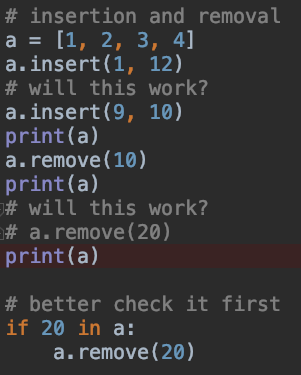 # insertion and removal
a = [1, 2, 3, 4]
a.insert(1, 12)
# will this work?
a.insert(9, 10)
print(a)
a.remove(10)
print(a)
# will this work?
# a.remove(20)
print(a)

# better check it first
if 20 in a:
    a.remove(20)